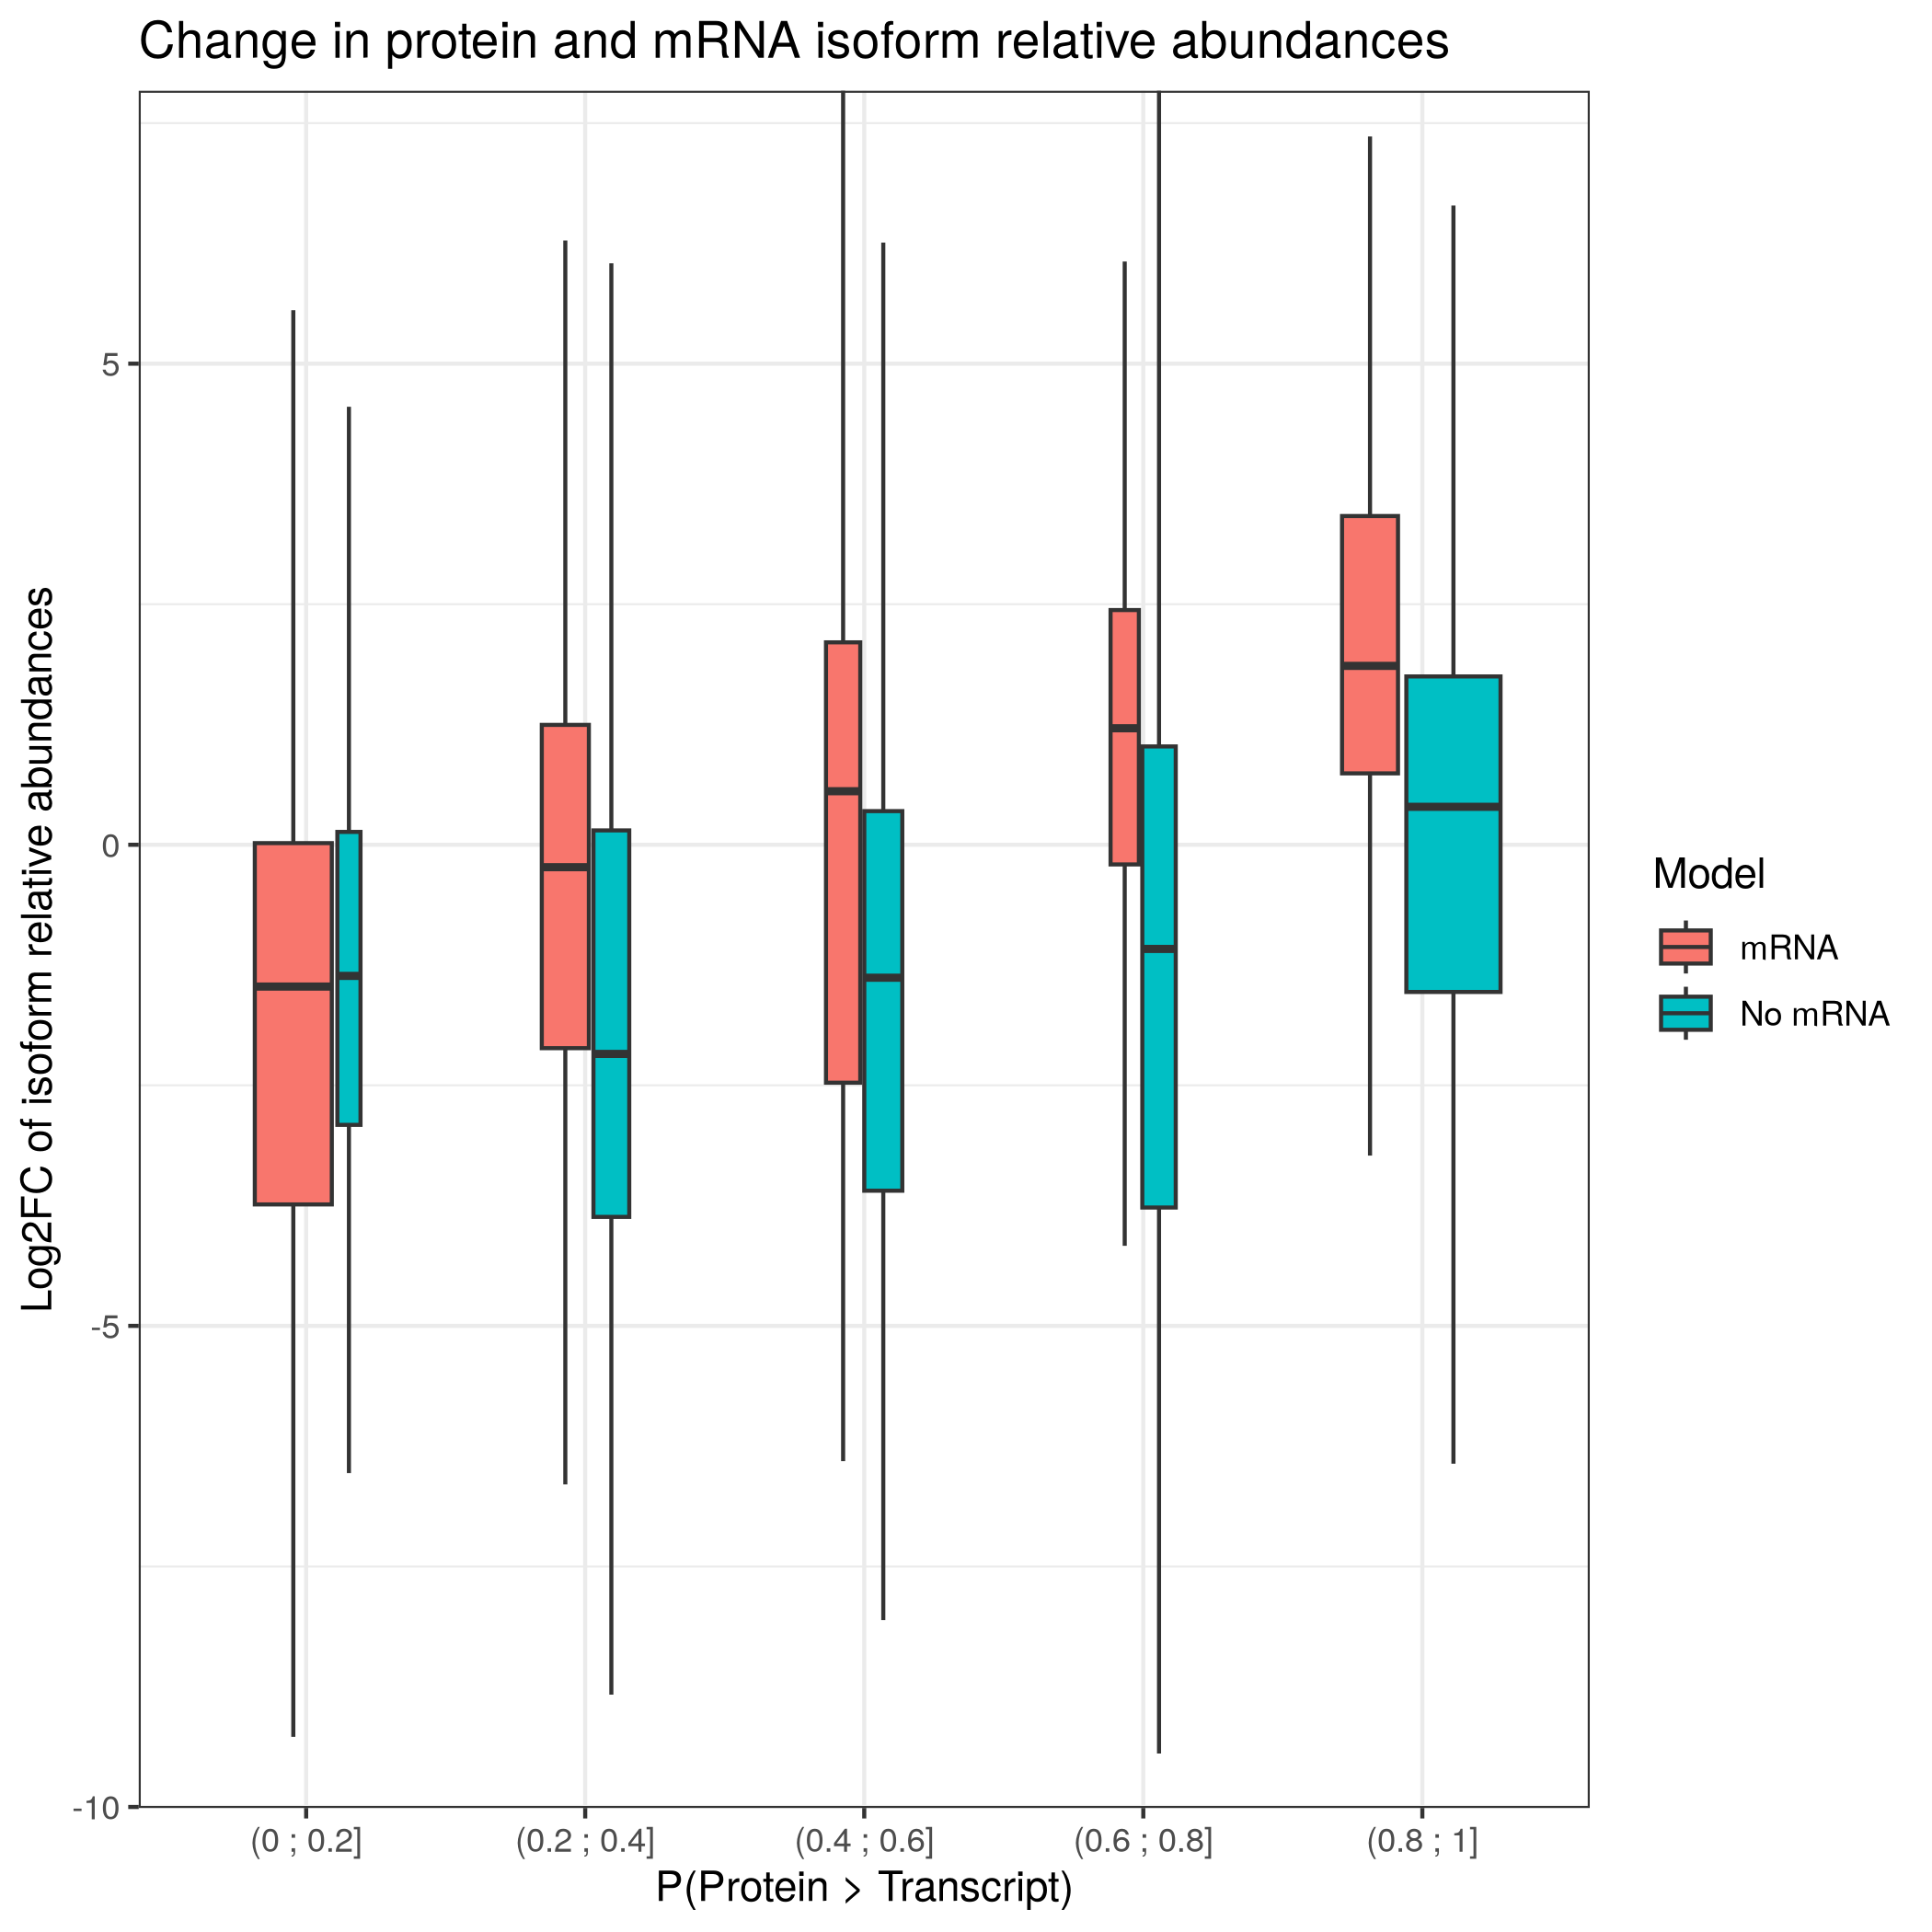 Change in protein and mRNA isoform relative abundances
Log2FC of isoform relative abundances
5
0
-5
-10
(0 ; 0.2]
(0.2 ; 0.4]
(0.4 ; 0.6]
(0.6 ; 0.8]
(0.8 ; 1]
P(Protein > Transcript)
Model
mRNA
No mRNA